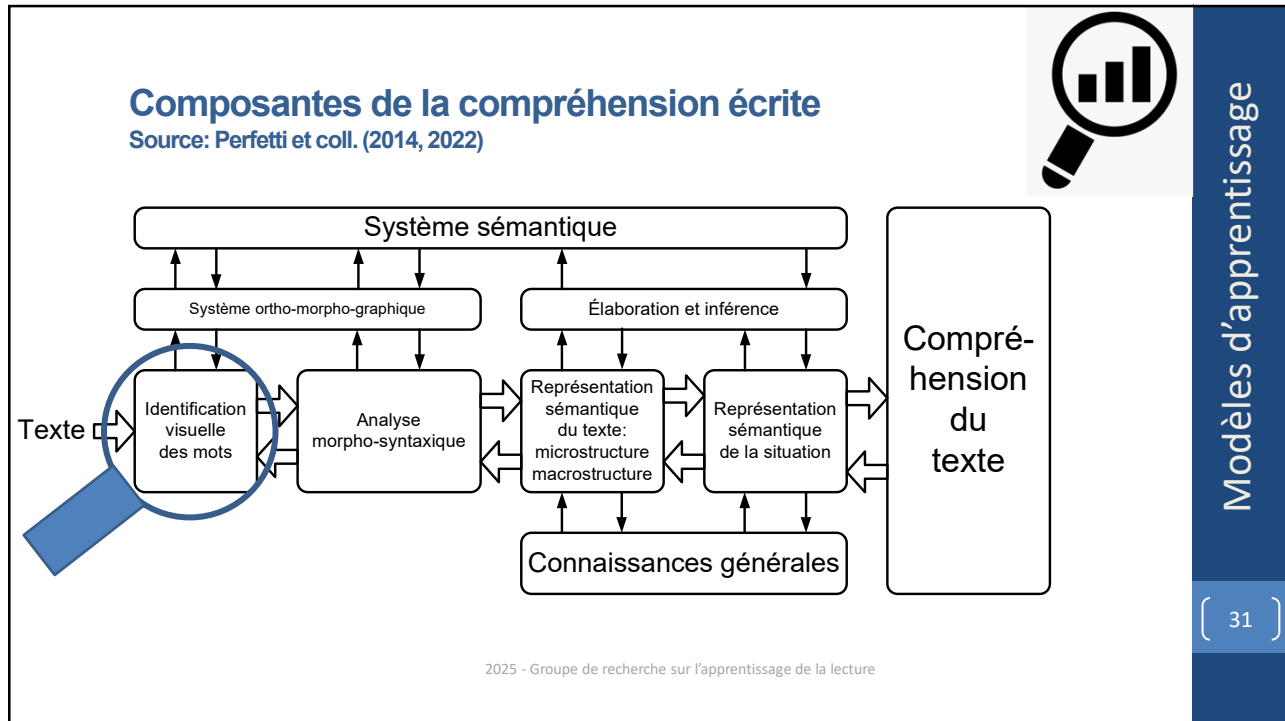 Composantes de la compréhension écrite
Source: Perfetti et coll. (2014, 2022)
Système sémantique
Système ortho-morpho-graphique
Élaboration et inférence
Texte
Identification
visuelle
des mots
Analyse
morpho-syntaxique
Représentation
sémantique
du texte:
microstructure
macrostructure
Représentation
sémantique
de la situation
Compré-
hension
du
texte
Connaissances générales
Modèles d’apprentissage
31
2025 - Groupe de recherche sur l’apprentissage de la lecture